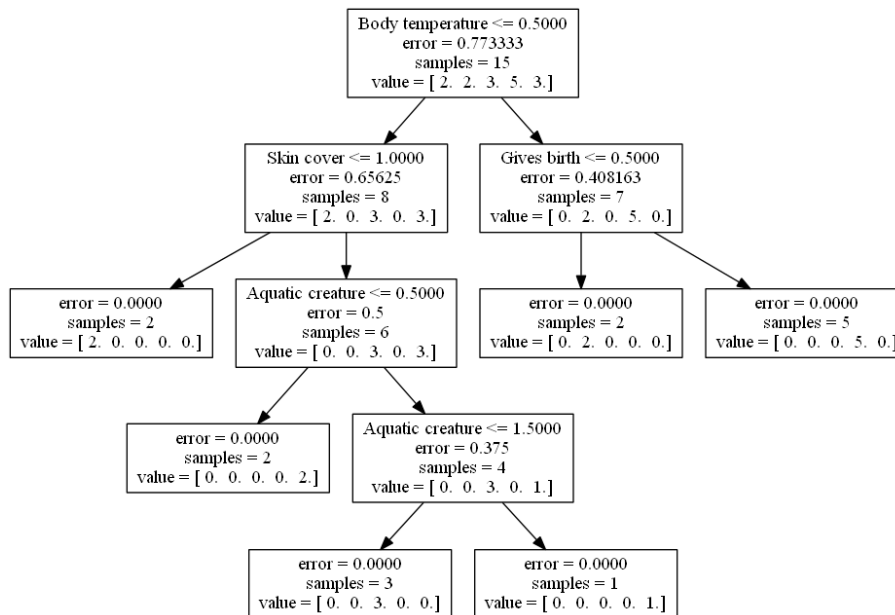 Body temperature <= 0.5000
error = 0.773333
samples = 15
value = [ 2. 2. 3. 5. 3.]
Skin cover <= 1.0000
error = 0.65625
samples = 8
value = [ 2. 0. 3. 0. 3.]
Gives birth <= 0.5000
error = 0.408163
samples = 7
value = [ 0. 2. 0. 5. 0.]
error = 0.0000
samples = 2
value = [ 2. 0. 0. 0. 0.]
Aquatic creature <= 0.5000
error = 0.5
samples = 6
value = [ 0. 0. 3. 0. 3.]
error = 0.0000
samples = 2
value = [ 0. 2. 0. 0. 0.]
error = 0.0000
samples = 5
value = [ 0. 0. 0. 5. 0.]
error = 0.0000
samples = 2
value = [ 0. 0. 0. 0. 2.]
Aquatic creature <= 1.5000
error = 0.375
samples = 4
value = [ 0. 0. 3. 0. 1.]
error = 0.0000
samples = 3
value = [ 0. 0. 3. 0. 0.]
error = 0.0000
samples = 1
value = [ 0. 0. 0. 0. 1.]